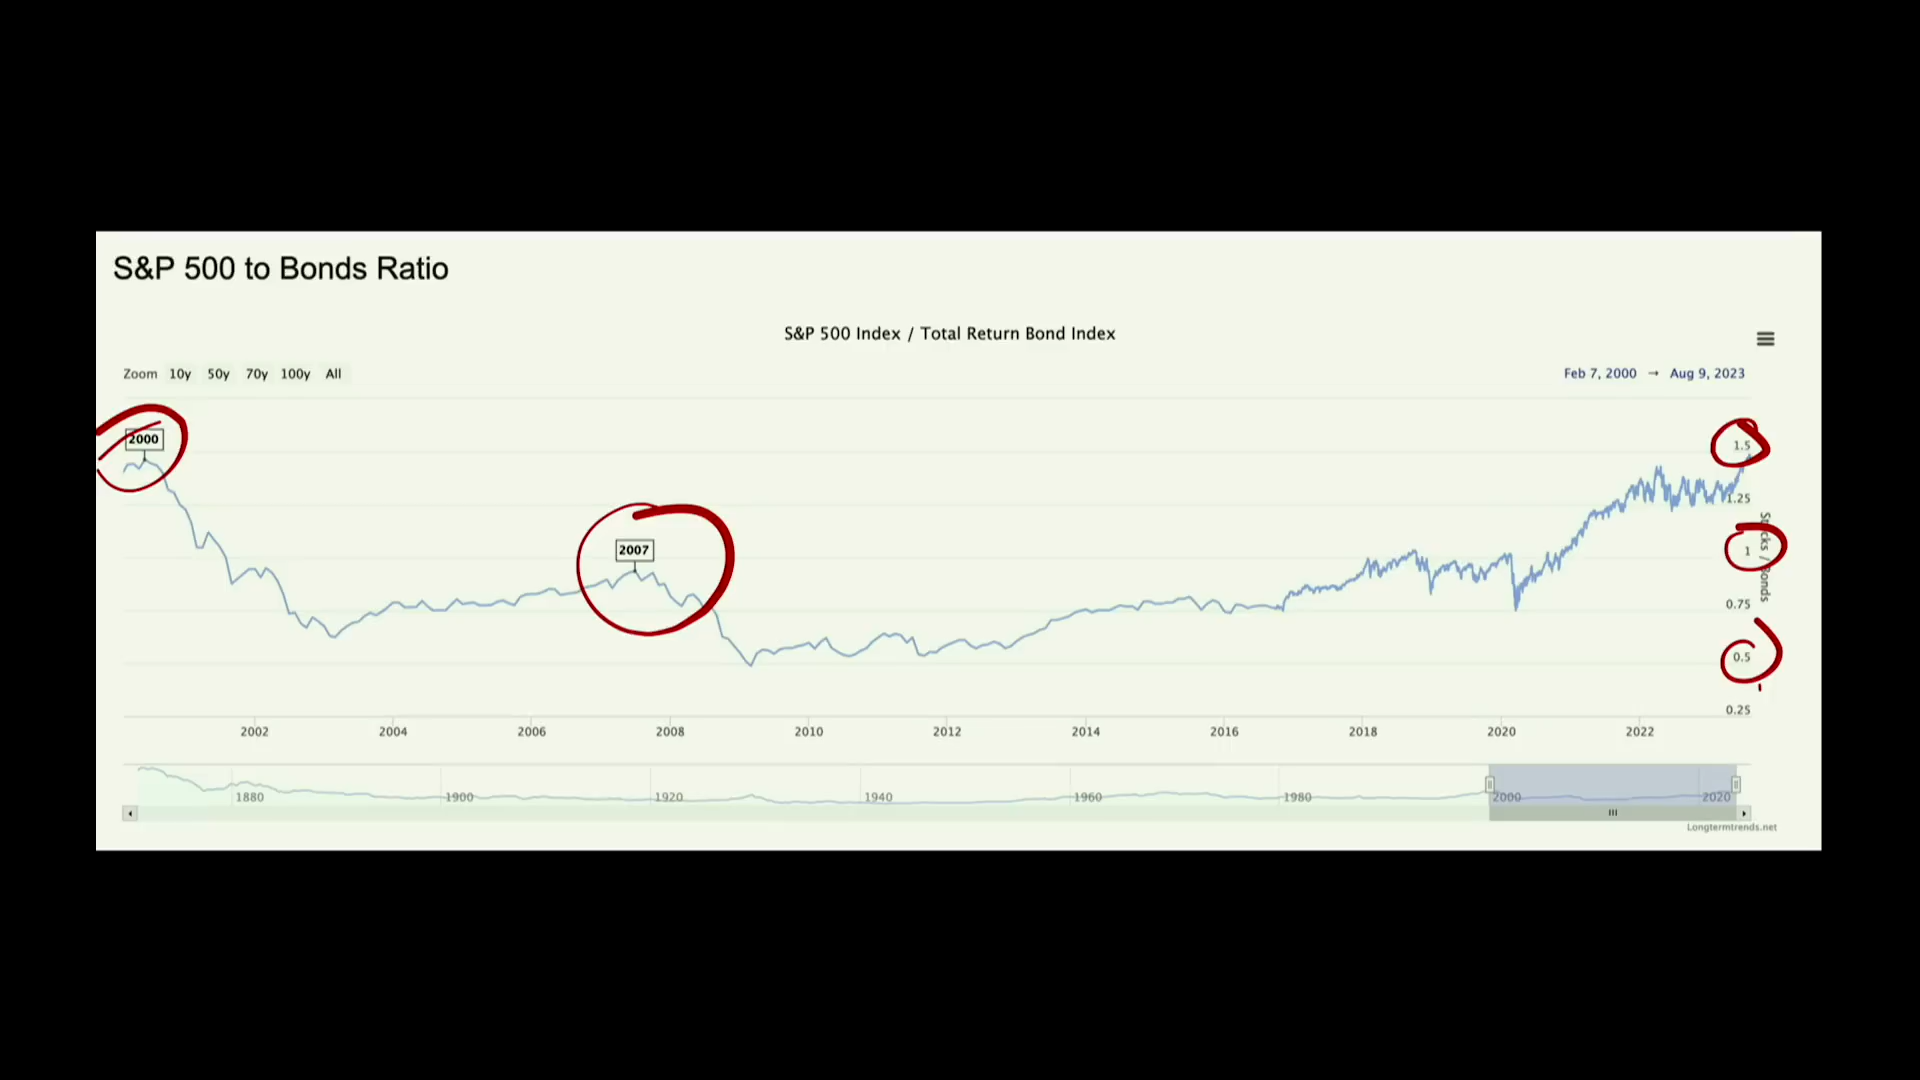 S&P 500 to Bonds Ratio
S&P 500 Index / Total Return Bond Index
Zoom 10y 50y 70y 100y All
Feb 7, 2000 → Aug 9, 2023
2000
2007
1.5
1.25
1
0.75
0.5
0.25
Stocks / Bonds
2002 2004 2006 2008 2010 2012 2014 2016 2018 2020 2022
1880 1900 1920 1940 1960 1980 2000 2020
Longtermtrends.net